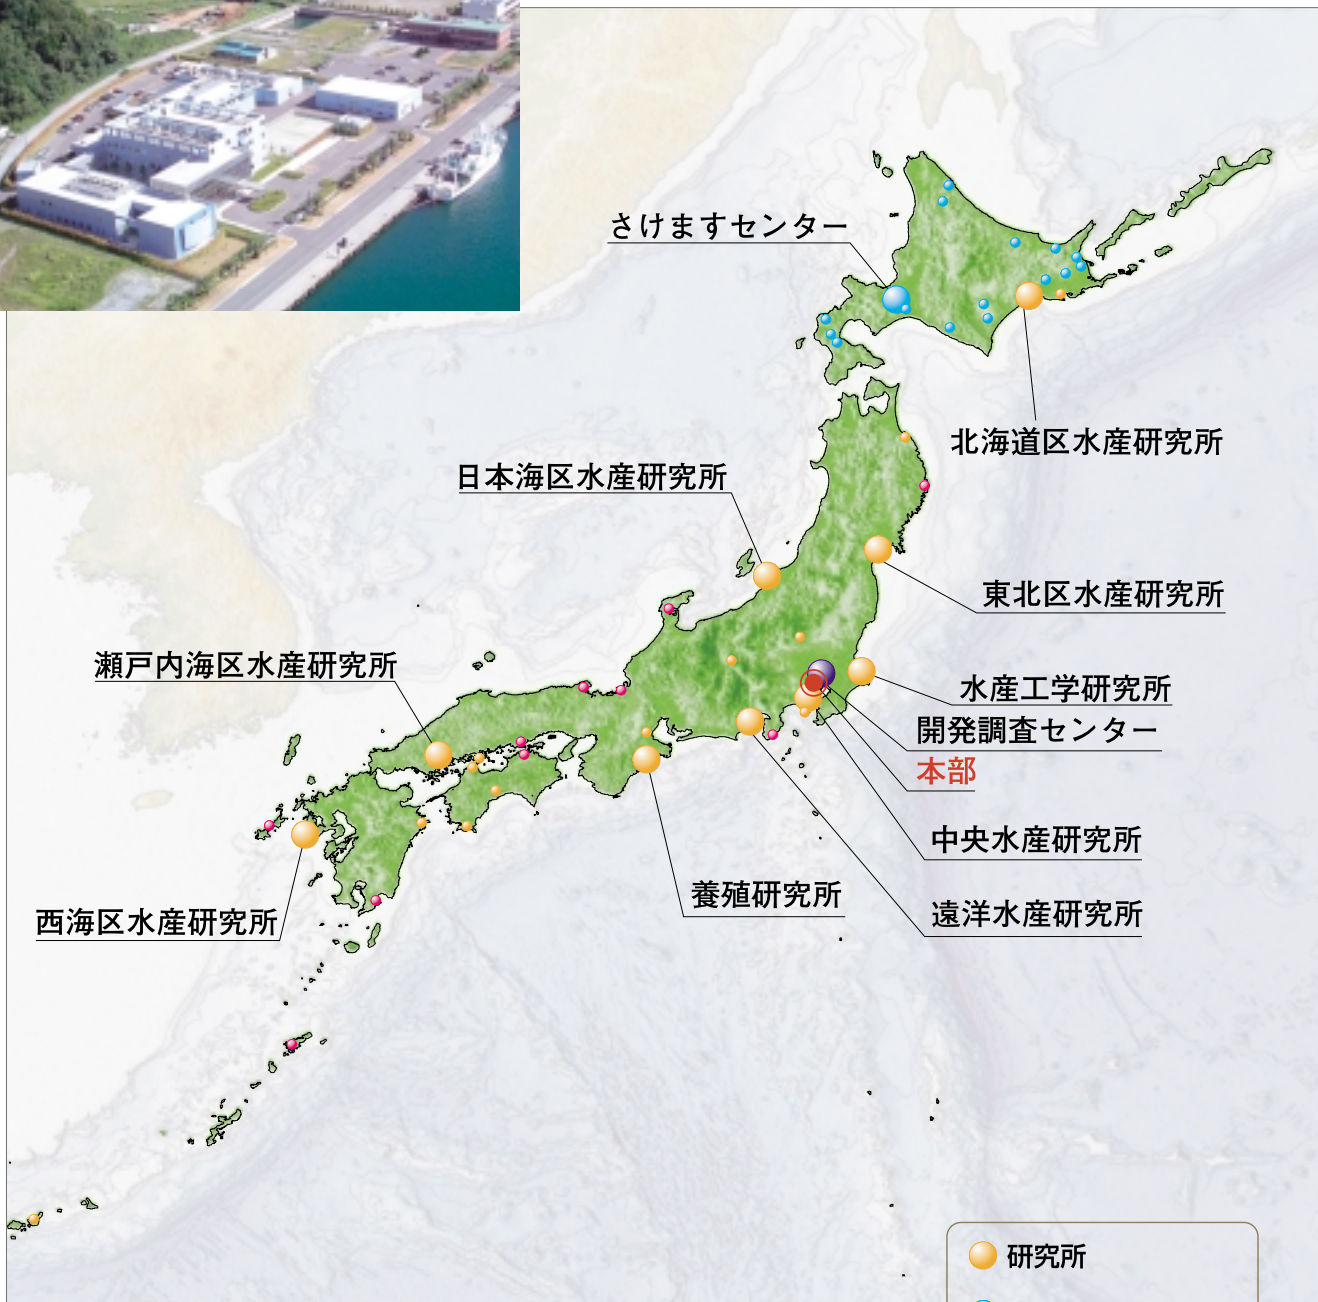 さけますセンター
北海道区水産研究所
日本海区水産研究所
東北区水産研究所
瀬戸内海区水産研究所
水産工学研究所
開発調査センター
本部
中央水産研究所
養殖研究所
遠洋水産研究所
西海区水産研究所
研究所